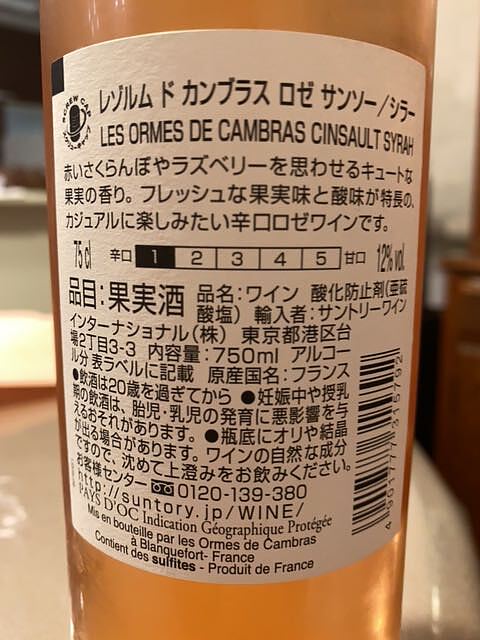 SCREW CAP
レゾルム ド カンブラス ロゼ サンソー/シラー
LES ORMES DE CAMBRAS CINSAULT SYRAH
赤いさくらんぼやラズベリーを思わせるキュートな
果実の香り。フレッシュな果実味と酸味が特長の、
カジュアルに楽しみたい辛口ロゼワインです。
75 cl 辛口 1 2 3 4 5 甘口 12% vol.
品目:果実酒 品名:ワイン 酸化防止剤(亜硫
酸塩) 輸入者:サントリーワイン
インターナショナル(株) 東京都港区台
場2丁目3-3 内容量:750ml アルコー
ル分 表ラベルに記載 原産国名:フランス
●飲酒は20歳を過ぎてから ●妊娠中や授乳
期の飲酒は、胎児・乳児の発育に悪影響を与
えるおそれがあります。●瓶底にオリや結晶
が出る場合があります。ワインの自然な成分
ですので、沈めて上澄みをお飲みください。
お客様センター 0120-139-380
http://suntory.jp/WINE/
PAYS D'OC Indication Géographique Protégée
Mis en bouteille par les Ormes de Cambras
à Blanquefort- France
Contient des sulfites - Produit de France
4 901777 315792